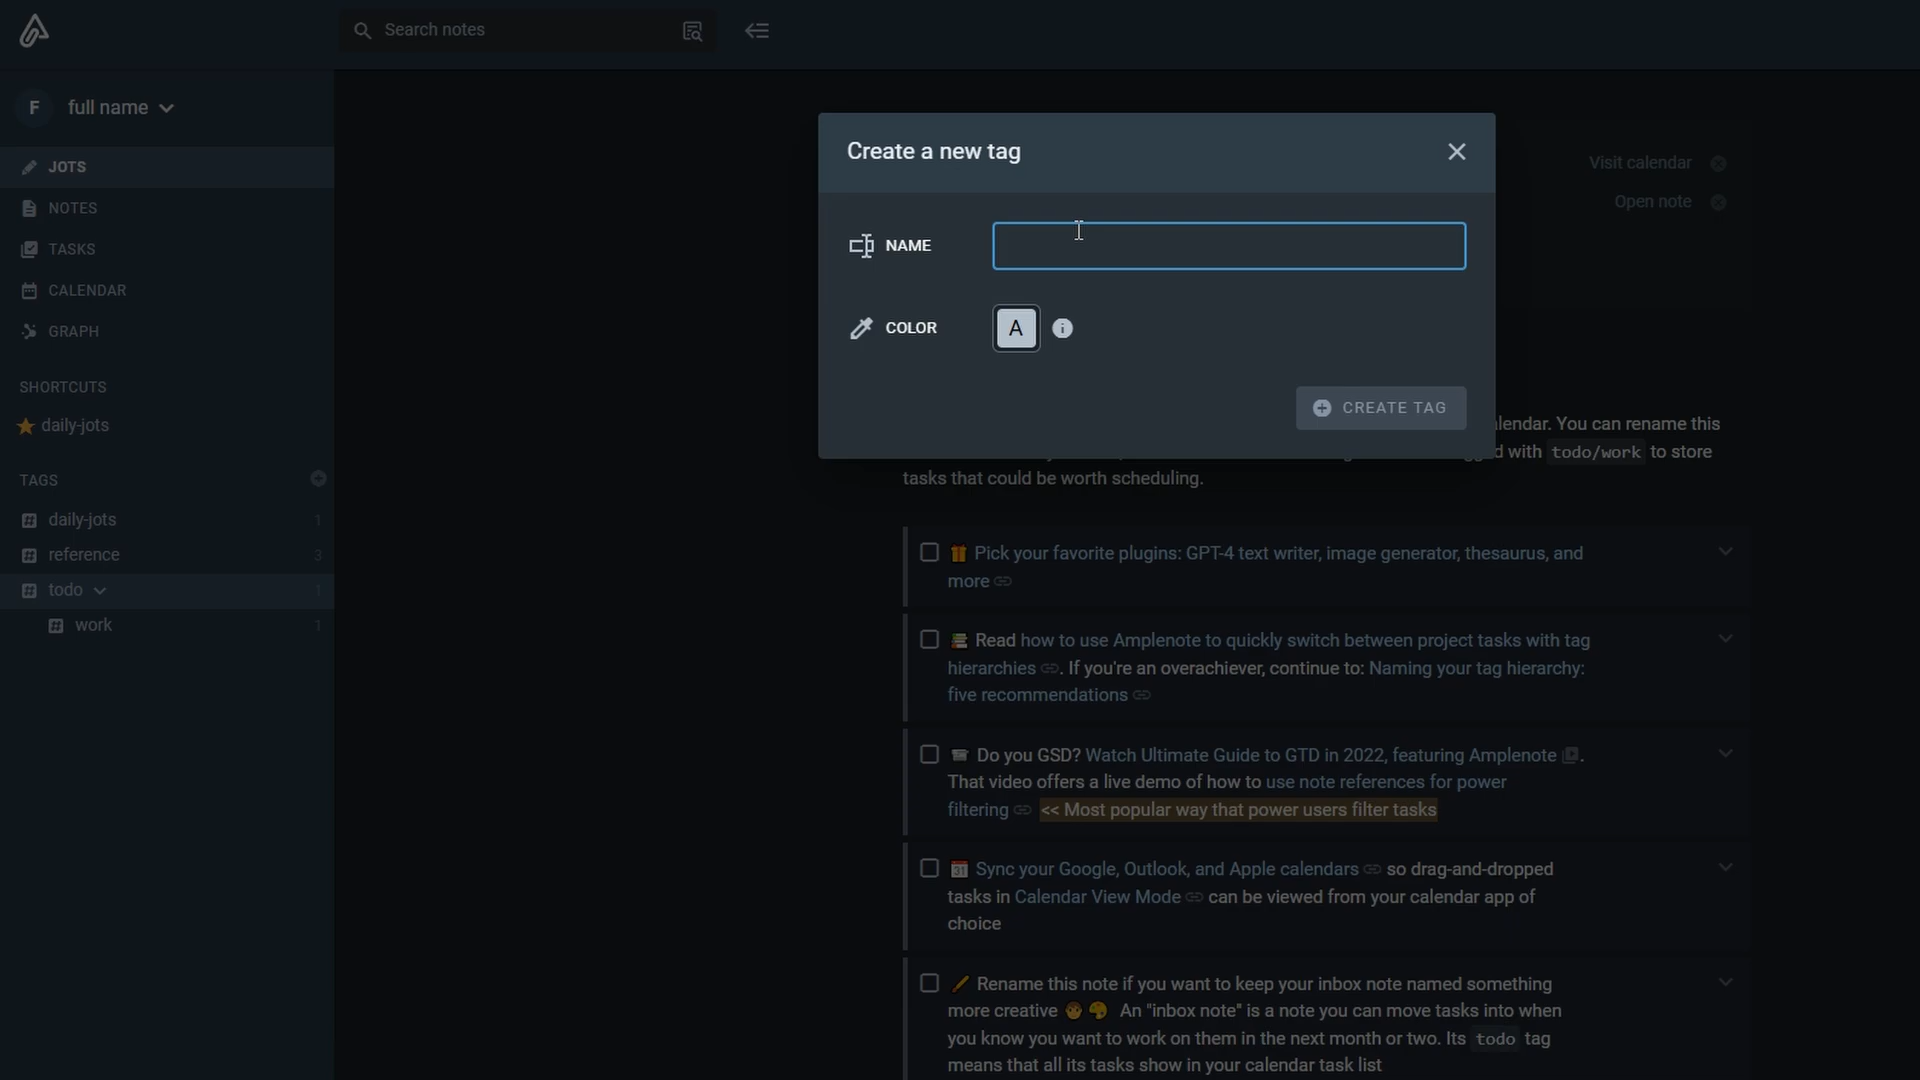 Search notes
F full name
JOTS
NOTES
TASKS
CALENDAR
GRAPH
SHORTCUTS
daily-jots
TAGS
daily-jots 1
reference 3
todo 1
work 1
Create a new tag
NAME
COLOR A
CREATE TAG
Visit calendar
Open note
lendar. You can rename this
d with todo/work to store
tasks that could be worth scheduling.
Pick your favorite plugins: GPT-4 text writer, image generator, thesaurus, and
more
Read how to use Amplenote to quickly switch between project tasks with tag
hierarchies. If you're an overachiever, continue to: Naming your tag hierarchy:
five recommendations
Do you GSD? Watch Ultimate Guide to GTD in 2022, featuring Amplenote.
That video offers a live demo of how to use note references for power
filtering << Most popular way that power users filter tasks
Sync your Google, Outlook, and Apple calendars so drag-and-dropped
tasks in Calendar View Mode can be viewed from your calendar app of
choice
Rename this note if you want to keep your inbox note named something
more creative An "inbox note" is a note you can move tasks into when
you know you want to work on them in the next month or two. Its todo tag
means that all its tasks show in your calendar task list